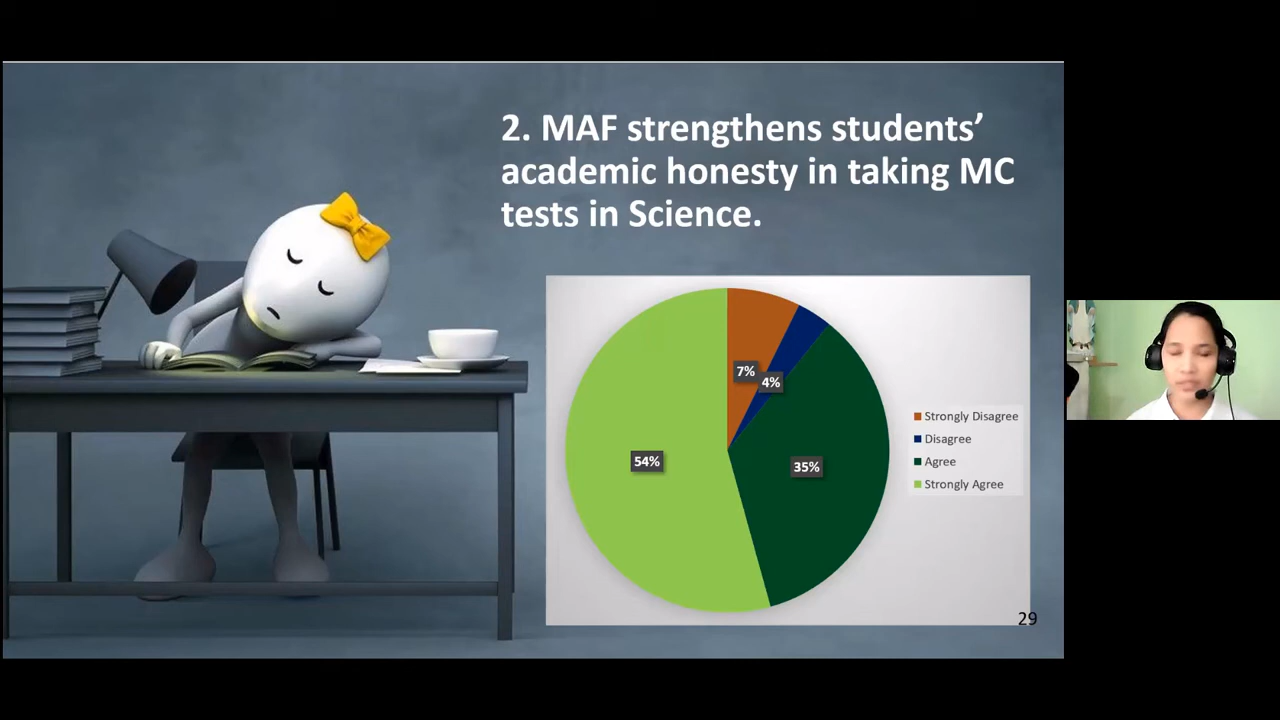 2. MAF strengthens students’
academic honesty in taking MC
tests in Science.
7%
4%
54%
35%
Strongly Disagree
Disagree
Agree
Strongly Agree
29